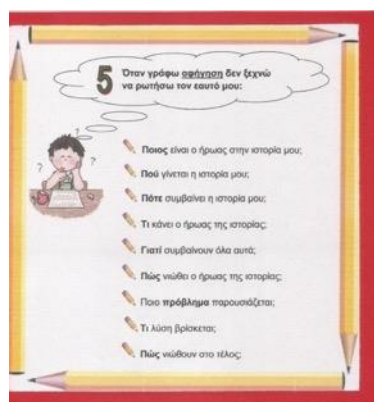 5 Όταν γράφω αφήγηση δεν ξεχνώ
να ρωτήσω τον εαυτό μου:
?
?
?
Ποιος είναι ο ήρωας στην ιστορία μου;
Πού γίνεται η ιστορία μου;
Πότε συμβαίνει η ιστορία μου;
Τι κάνει ο ήρωας της ιστορίας;
Γιατί συμβαίνουν όλα αυτά;
Πώς νιώθει ο ήρωας της ιστορίας;
Ποιο πρόβλημα παρουσιάζεται;
Τι λύση βρίσκεται;
Πώς νιώθουν στο τέλος;